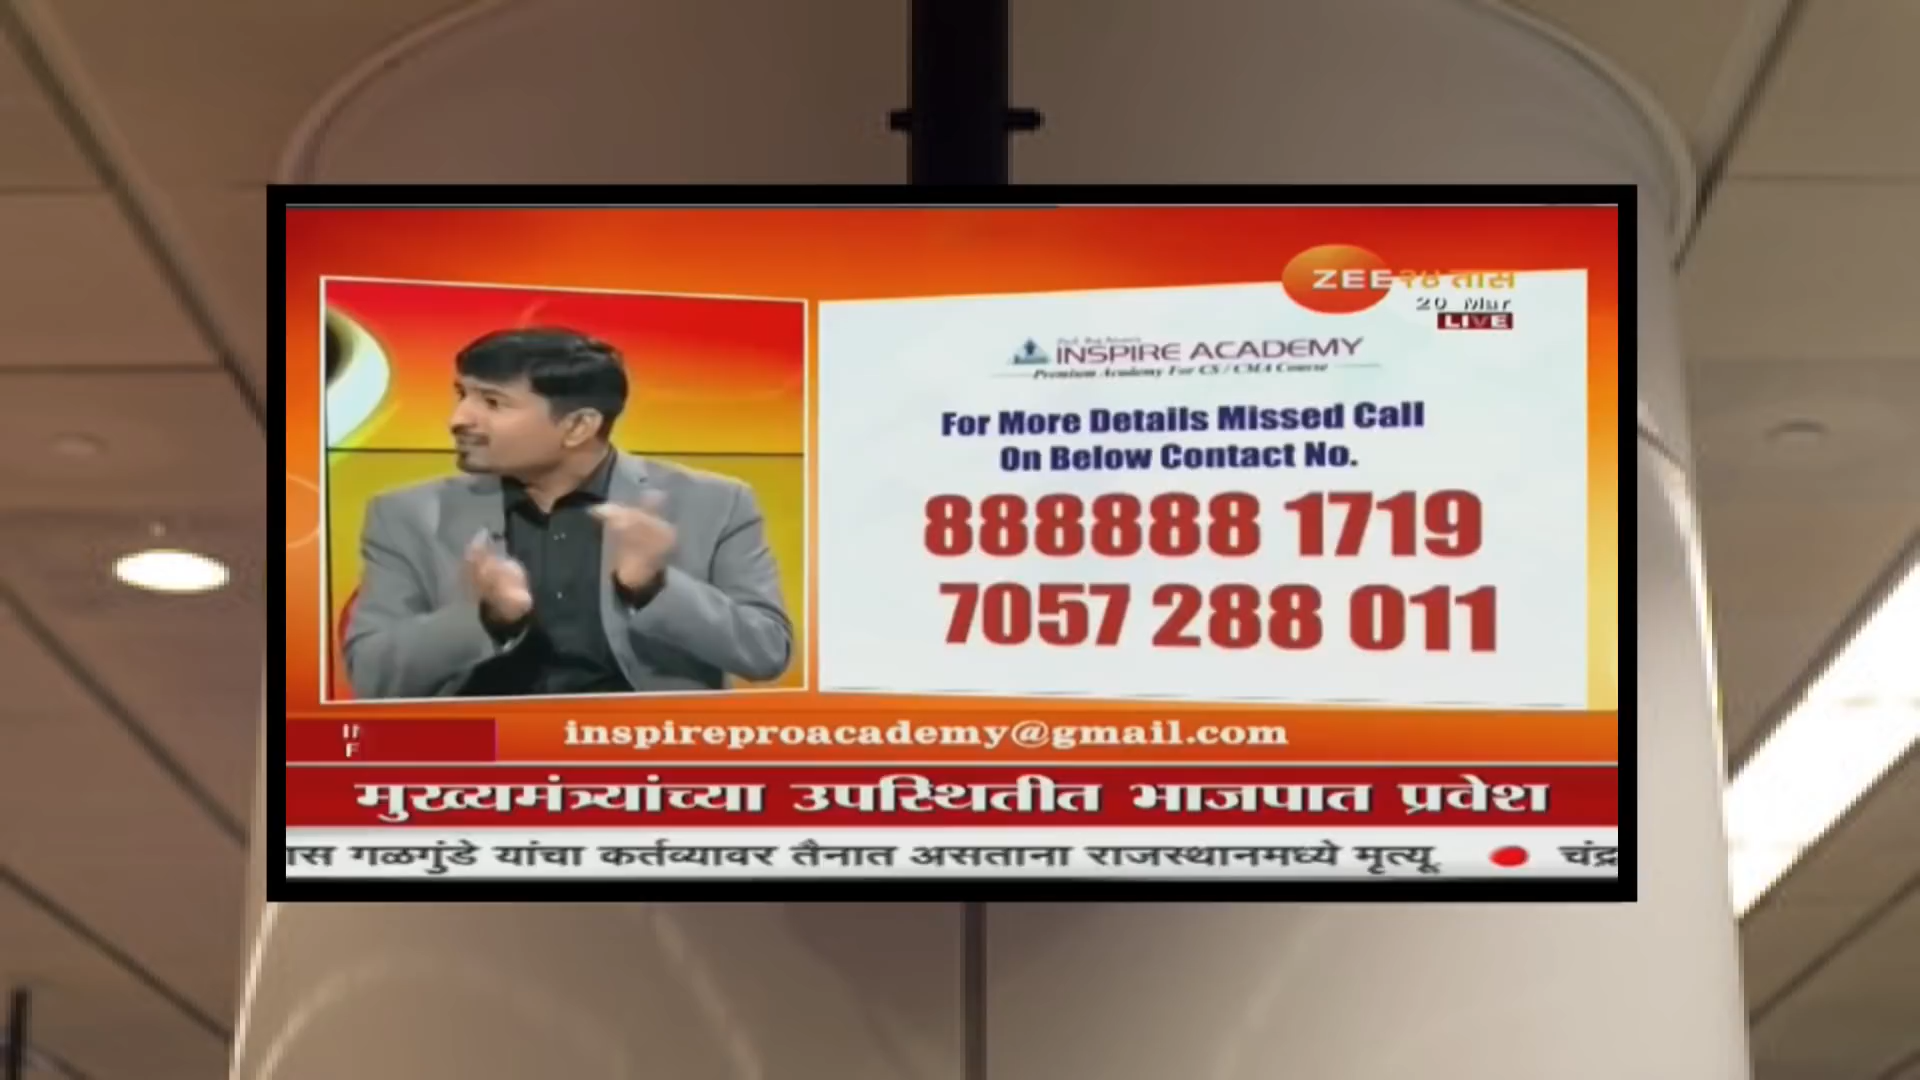 ZEE २४ तास
20 Mar
LIVE
INSPIRE ACADEMY
Premium Academy For CS / CMA Course
For More Details Missed Call
On Below Contact No.
888888 1719
7057 288 011
inspireproacademy@gmail.com
मुख्यमंत्र्यांच्या उपस्थितीत भाजपात प्रवेश
गळगुंडे यांचा कर्तव्यावर तैनात असताना राजस्थानमध्ये मृत्यू